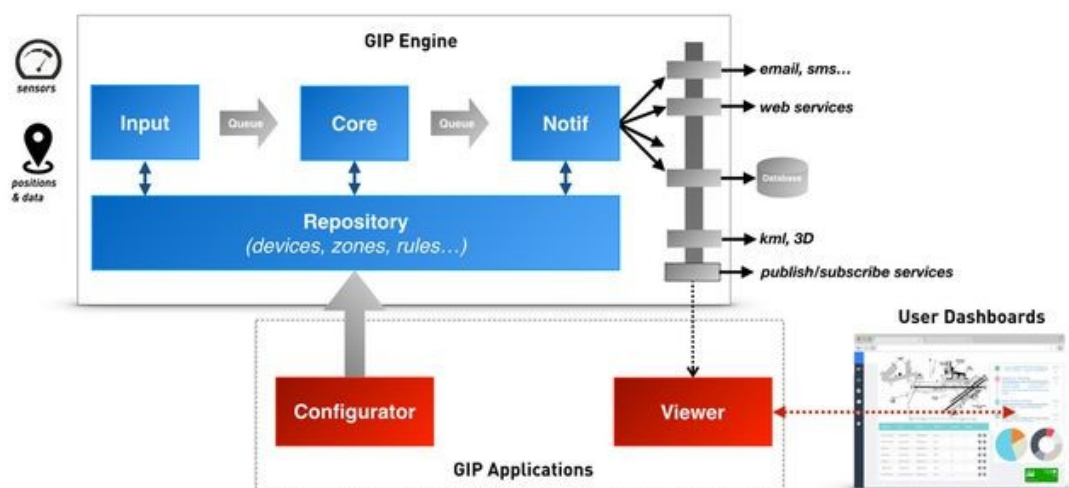 GIP Engine
sensors
positions
& data
Input
Queue
Core
Queue
Notif
Repository
(devices, zones, rules...)
email, sms...
web services
Database
kml, 3D
publish/subscribe services
Configurator
Viewer
GIP Applications
User Dashboards